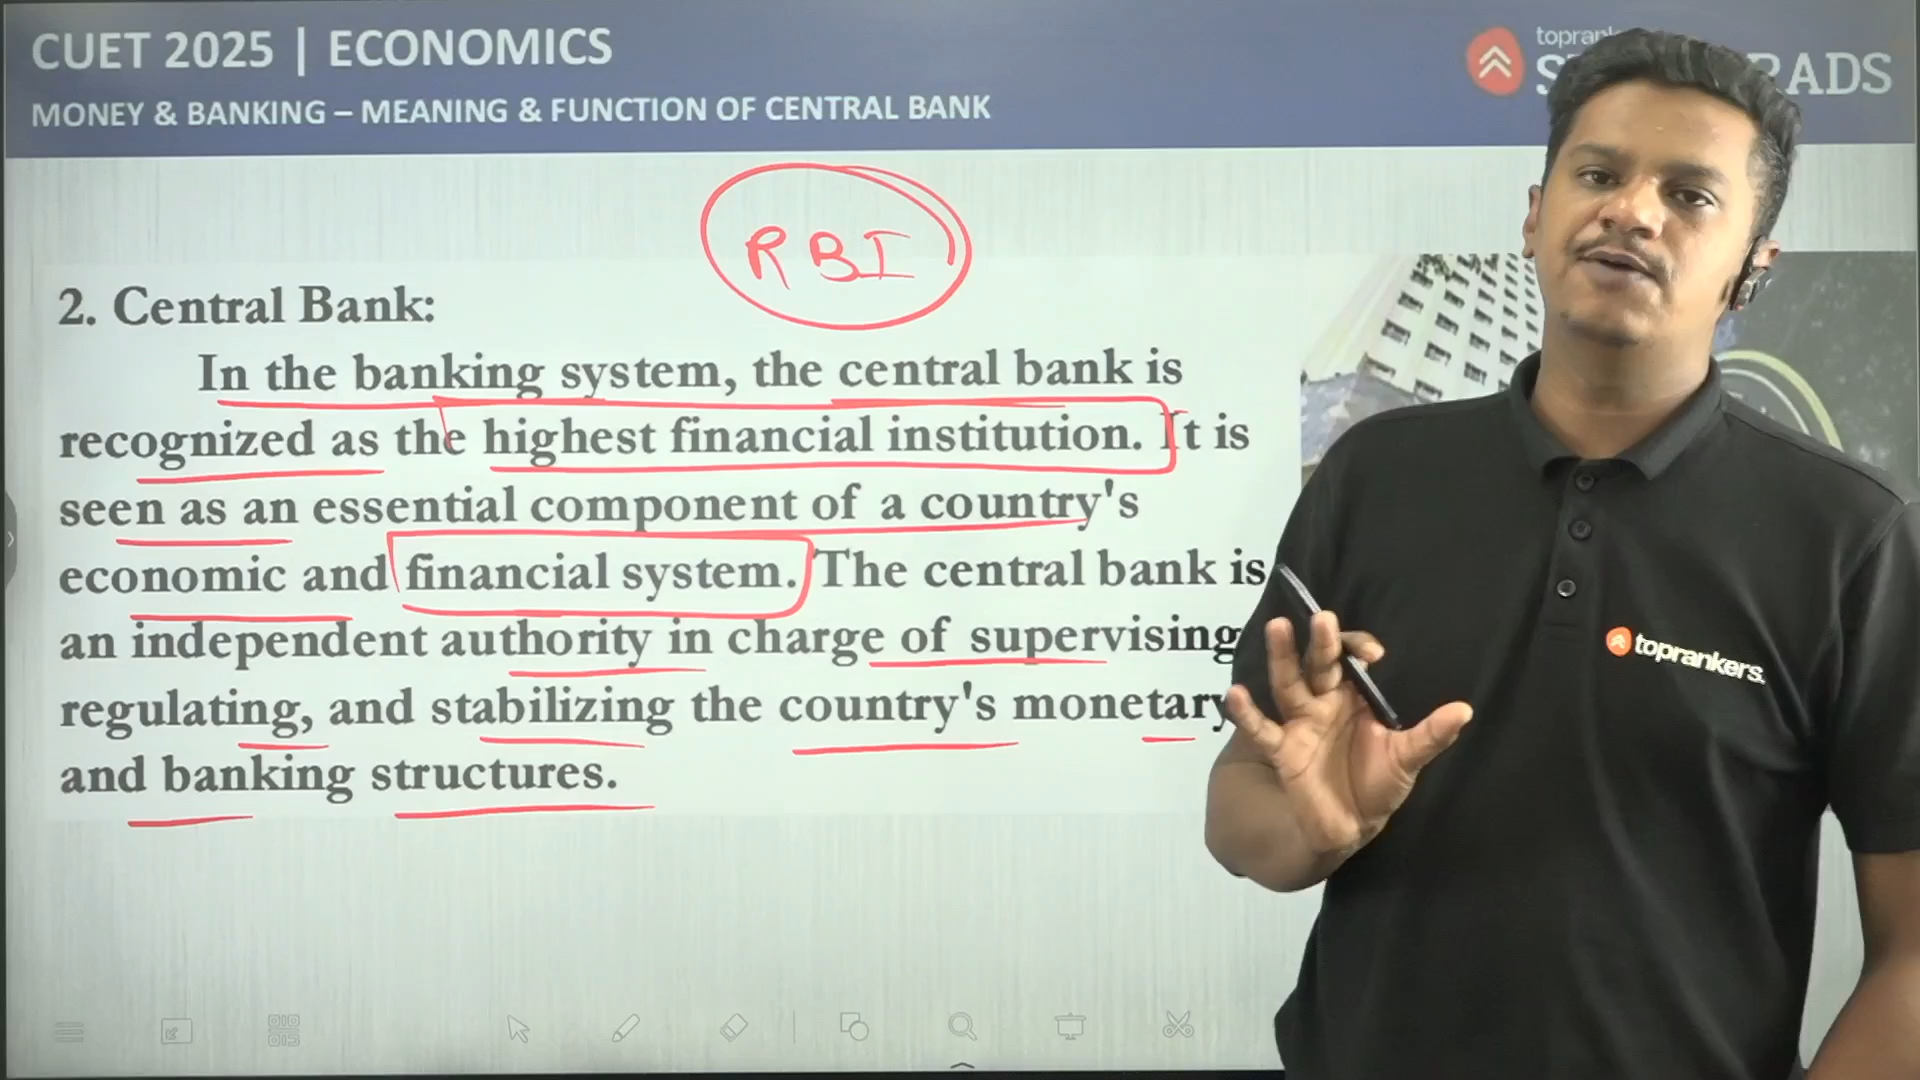 CUET 2025 | ECONOMICS
MONEY & BANKING – MEANING & FUNCTION OF CENTRAL BANK
RBI
2. Central Bank:
In the banking system, the central bank is
recognized as the highest financial institution. It is
seen as an essential component of a country's
economic and financial system. The central bank is
an independent authority in charge of supervising
regulating, and stabilizing the country's monetary
and banking structures.
toprankers.